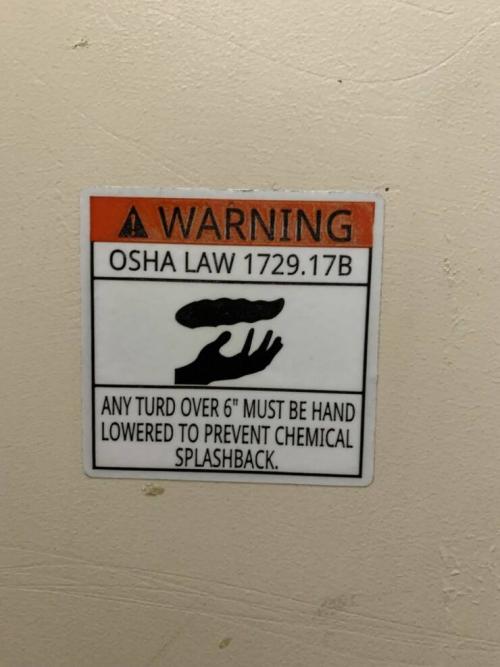 WARNING
OSHA LAW 1729.17B
ANY TURD OVER 6" MUST BE HAND
LOWERED TO PREVENT CHEMICAL
SPLASHBACK.